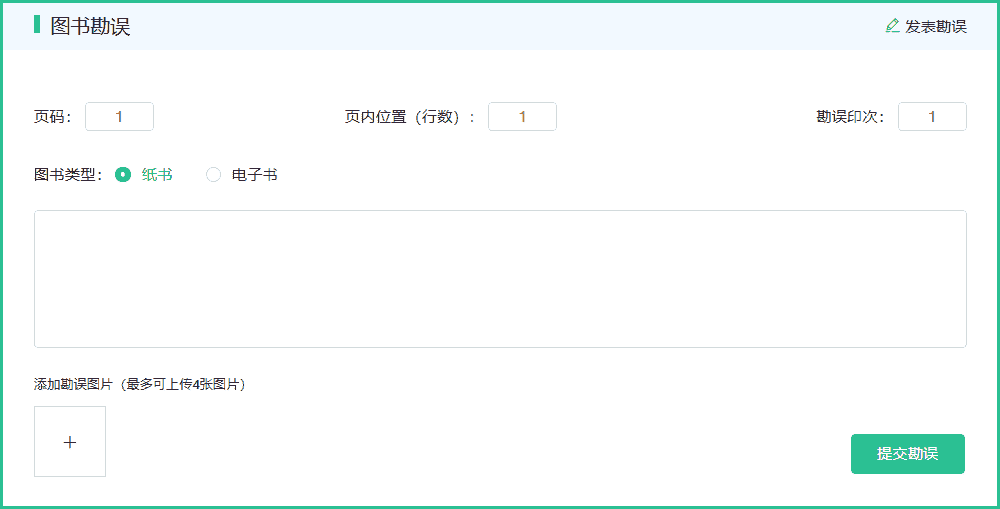 图书勘误
发表勘误
页码： 1
页内位置（行数）： 1
勘误印次： 1
图书类型： 纸书 电子书
添加勘误图片（最多可上传4张图片）
+
提交勘误